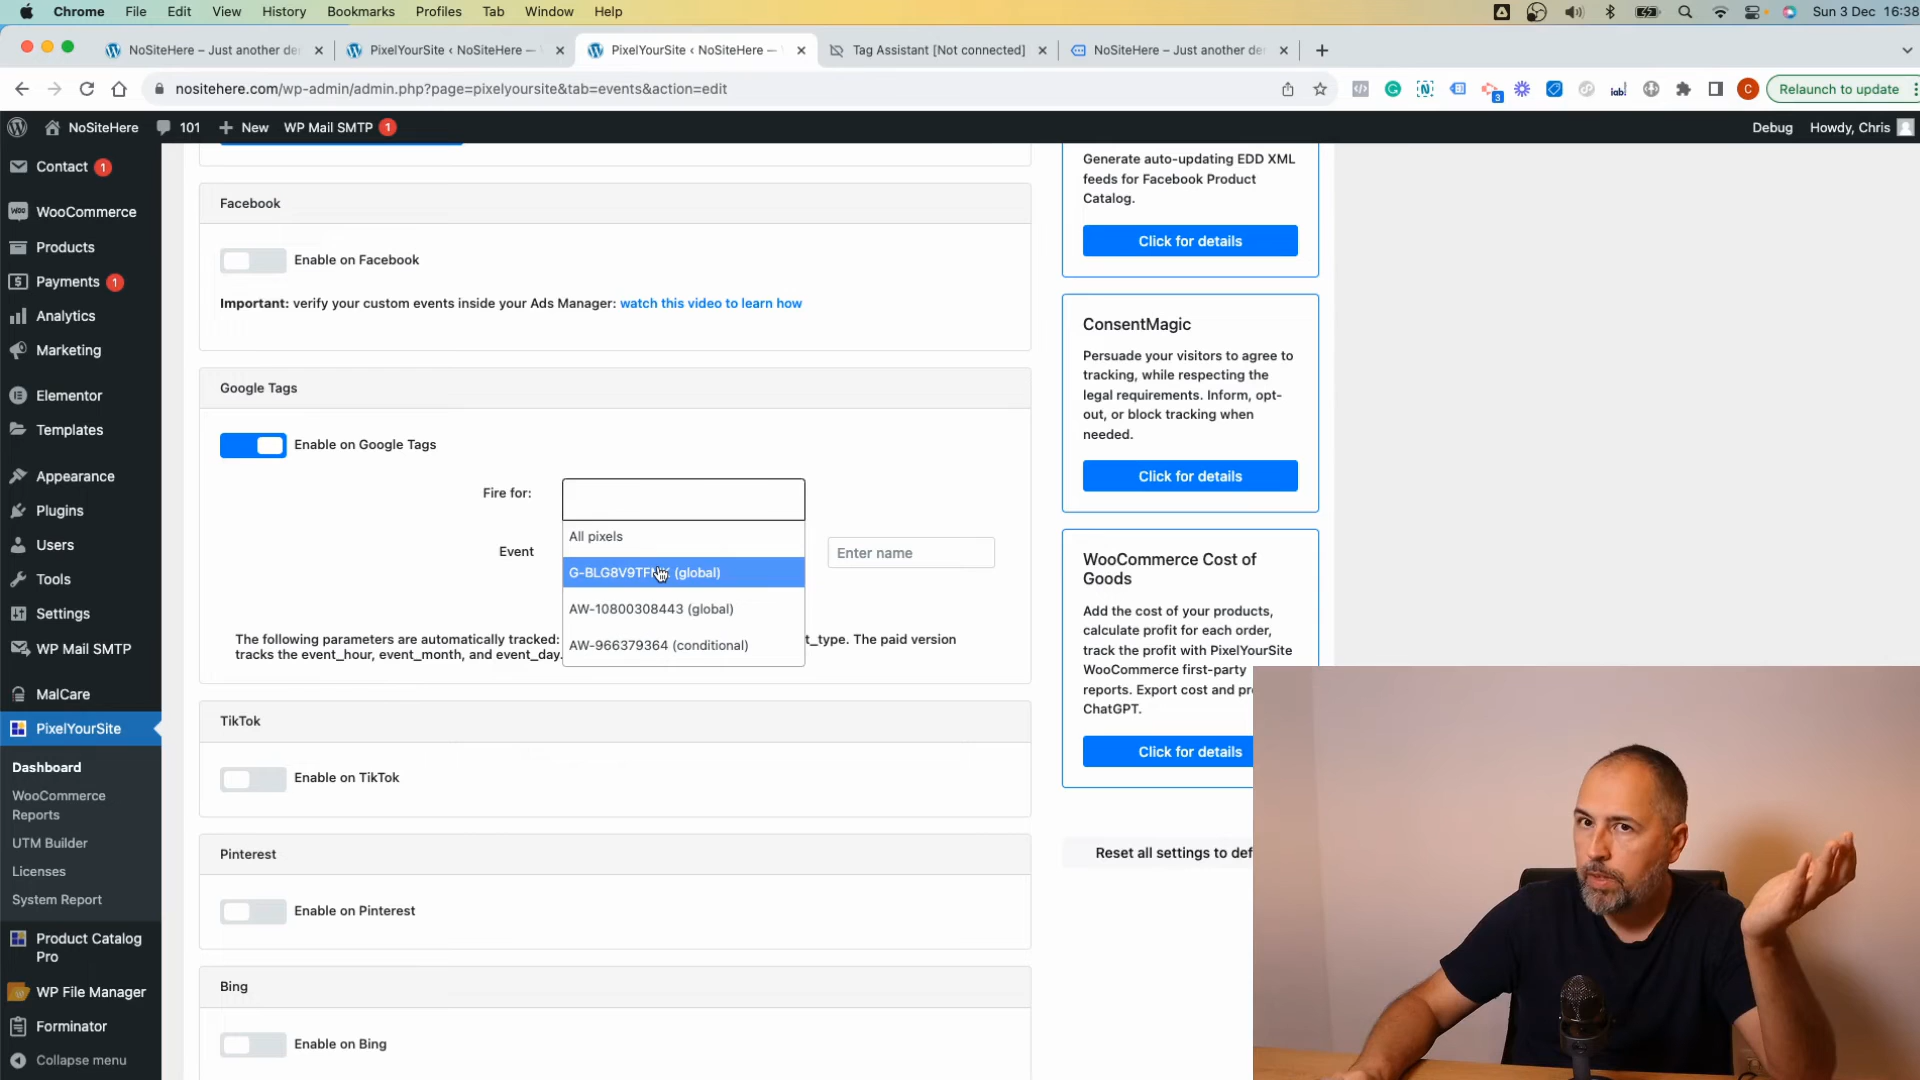 Chrome File Edit View History Bookmarks Profiles Tab Window Help Sun 3 Dec 16:38
NoSiteHere – Just another de PixelYourSite ‹ NoSiteHere — PixelYourSite ‹ NoSiteHere — Tag Assistant [Not connected] NoSiteHere – Just another de
nositehere.com/wp-admin/admin.php?page=pixelyoursite&tab=events&action=edit 3 iab! C Relaunch to update
NoSiteHere 101 New WP Mail SMTP 1 Debug Howdy, Chris
Contact 1
WooCommerce
Products
Payments 1
Analytics
Marketing
Elementor
Templates
Appearance
Plugins
Users
Tools
Settings
WP Mail SMTP
MalCare
PixelYourSite
Dashboard
WooCommerce
Reports
UTM Builder
Licenses
System Report
Product Catalog
Pro
WP File Manager
Forminator
Collapse menu
Facebook
Enable on Facebook
Important: verify your custom events inside your Ads Manager: watch this video to learn how
Google Tags
Enable on Google Tags
Fire for:
All pixels
Event
Enter name
(global)
AW-10800308443 (global)
AW-966379364 (conditional)
The following parameters are automatically tracked: t_type. The paid version
tracks the event_hour, event_month, and event_day.
TikTok
Enable on TikTok
Pinterest
Enable on Pinterest
Bing
Enable on Bing
Generate auto-updating EDD XML
feeds for Facebook Product
Catalog.
Click for details
ConsentMagic
Persuade your visitors to agree to
tracking, while respecting the
legal requirements. Inform, opt-
out, or block tracking when
needed.
Click for details
WooCommerce Cost of
Goods
Add the cost of your products,
calculate profit for each order,
track the profit with PixelYourSite
WooCommerce first-party
reports. Export cost and pr
ChatGPT.
Click for details
Reset all settings to def